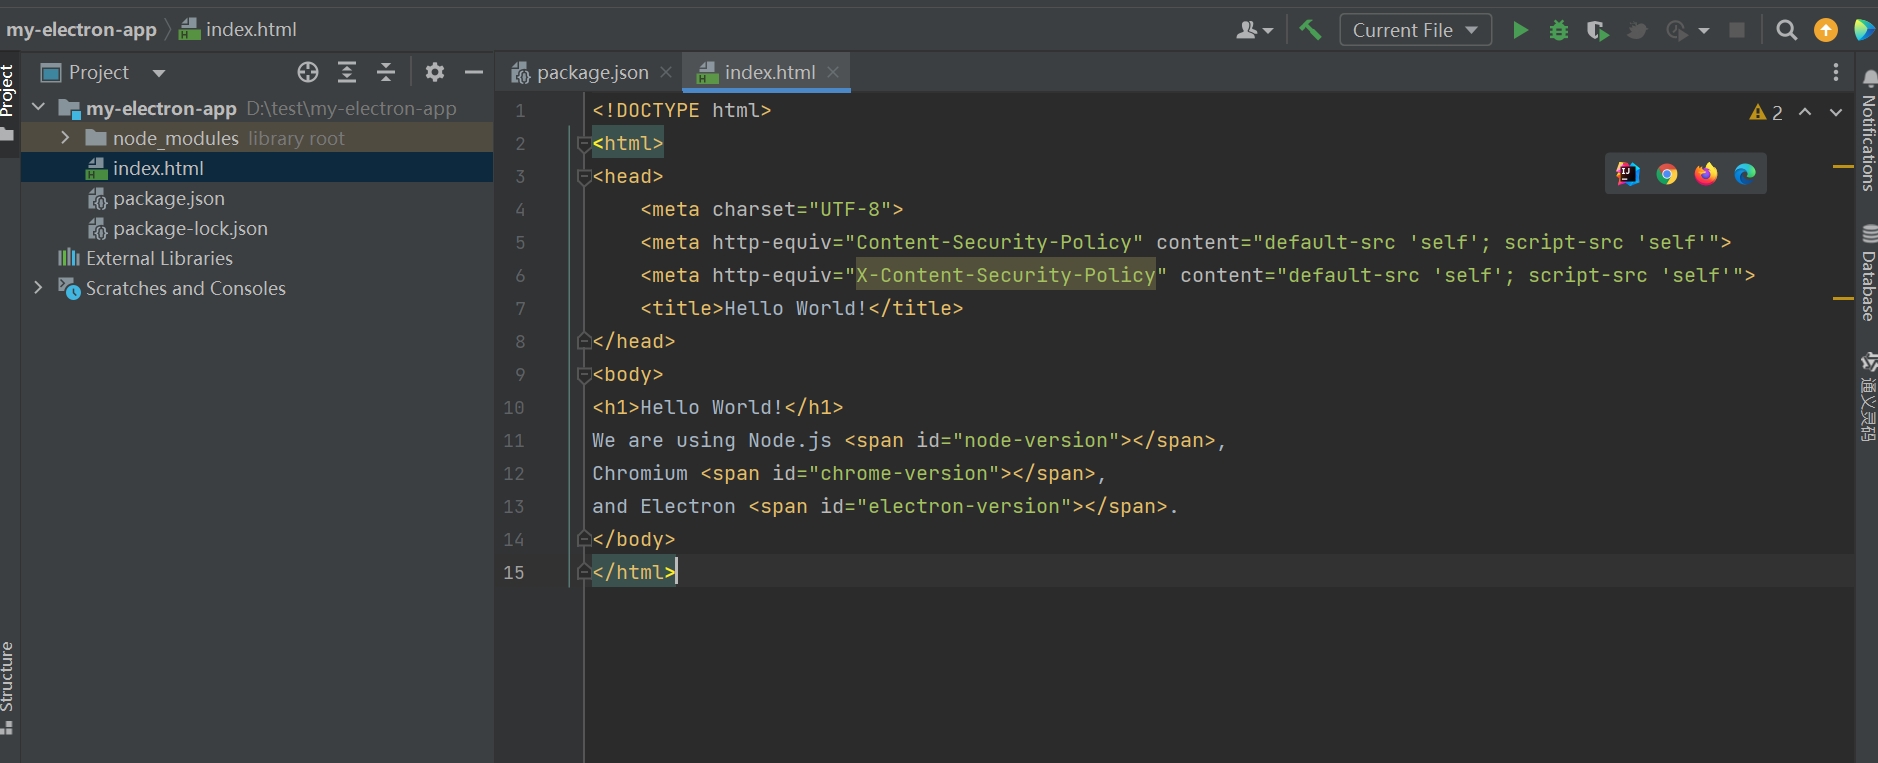 my-electron-app
index.html
Current File
Project
Project
package.json
index.html
my-electron-app D:\test\my-electron-app
node_modules library root
index.html
package.json
package-lock.json
External Libraries
Scratches and Consoles
Structure
1 <!DOCTYPE html>
2 <html>
3 <head>
4 <meta charset="UTF-8">
5 <meta http-equiv="Content-Security-Policy" content="default-src 'self'; script-src 'self'">
6 <meta http-equiv="X-Content-Security-Policy" content="default-src 'self'; script-src 'self'">
7 <title>Hello World!</title>
8 </head>
9 <body>
10 <h1>Hello World!</h1>
11 We are using Node.js <span id="node-version"></span>,
12 Chromium <span id="chrome-version"></span>,
13 and Electron <span id="electron-version"></span>.
14 </body>
15 </html>
2
Notifications
Database
通义灵码